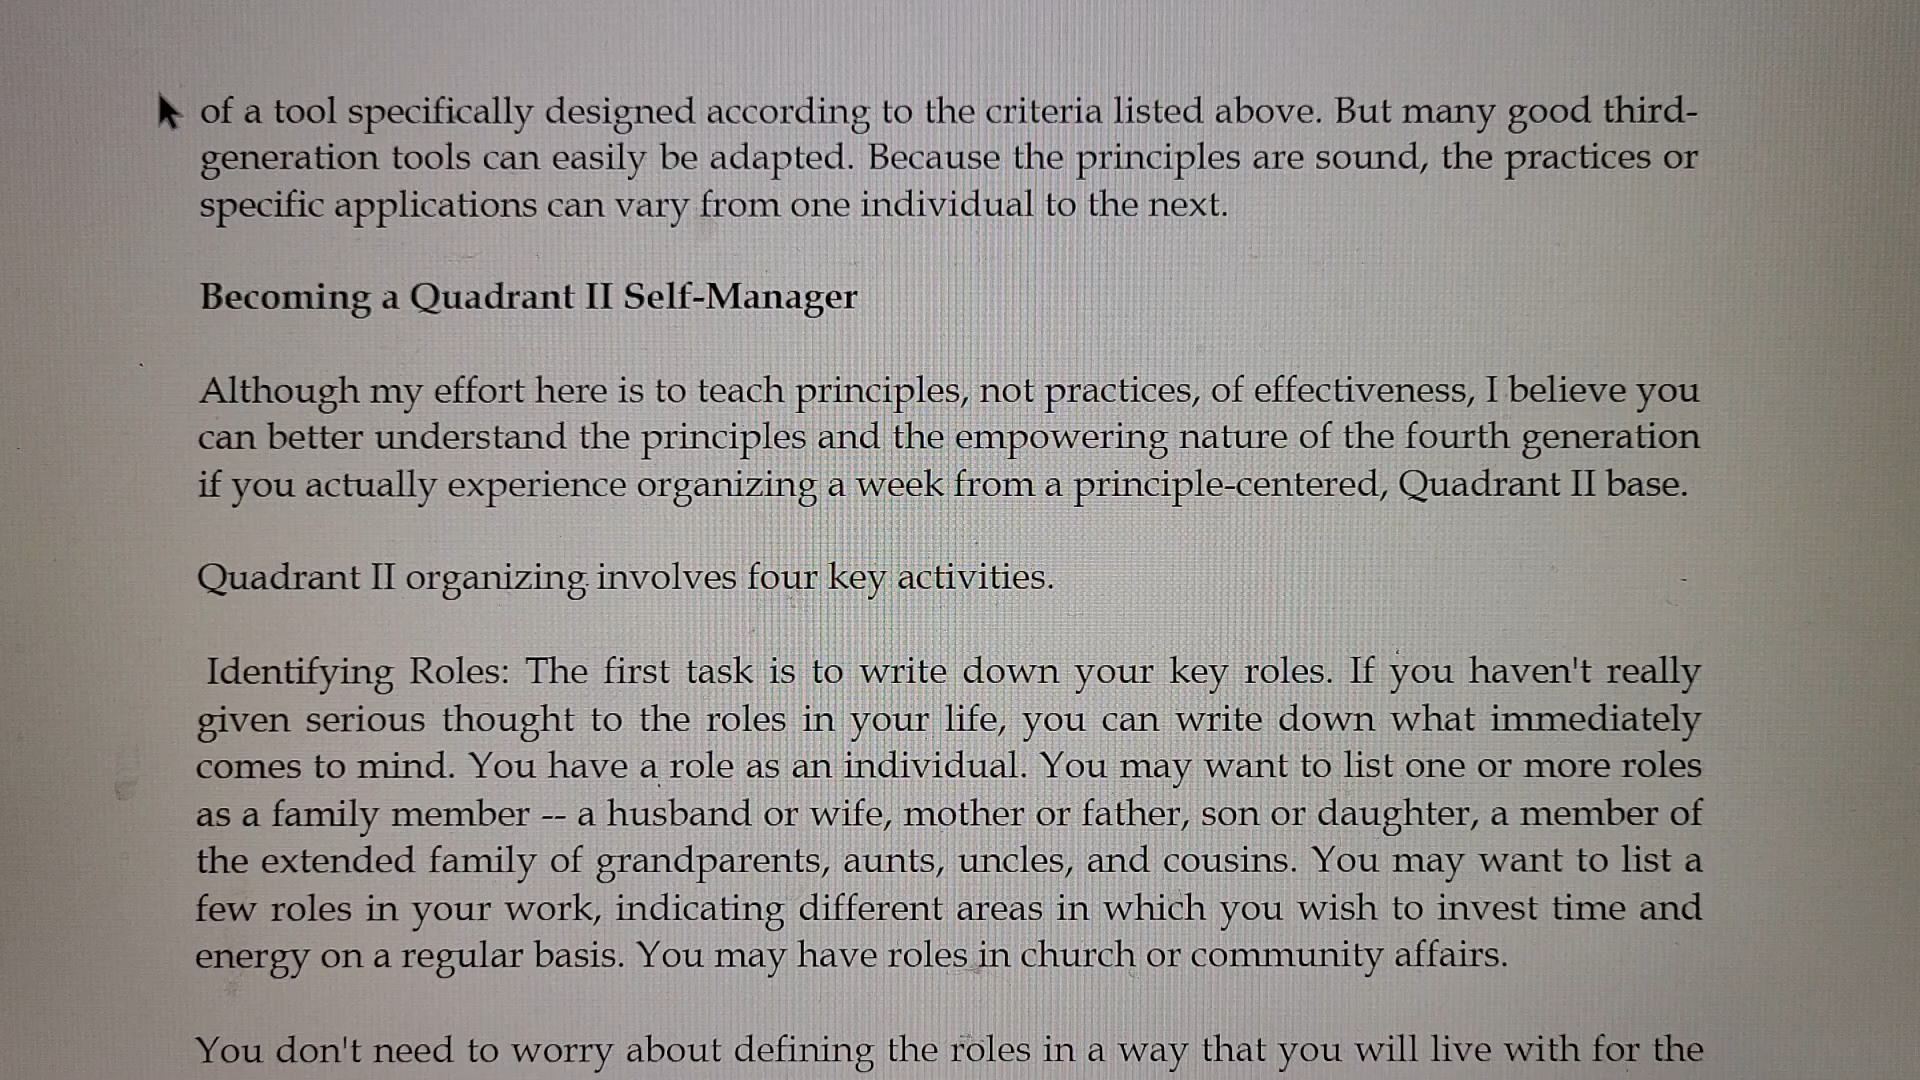 of a tool specifically designed according to the criteria listed above. But many good third-
generation tools can easily be adapted. Because the principles are sound, the practices or
specific applications can vary from one individual to the next.
Becoming a Quadrant II Self-Manager
Although my effort here is to teach principles, not practices, of effectiveness, I believe you
can better understand the principles and the empowering nature of the fourth generation
if you actually experience organizing a week from a principle-centered, Quadrant II base.
Quadrant II organizing involves four key activities.
Identifying Roles: The first task is to write down your key roles. If you haven't really
given serious thought to the roles in your life, you can write down what immediately
comes to mind. You have a role as an individual. You may want to list one or more roles
as a family member -- a husband or wife, mother or father, son or daughter, a member of
the extended family of grandparents, aunts, uncles, and cousins. You may want to list a
few roles in your work, indicating different areas in which you wish to invest time and
energy on a regular basis. You may have roles in church or community affairs.
You don't need to worry about defining the roles in a way that you will live with for the